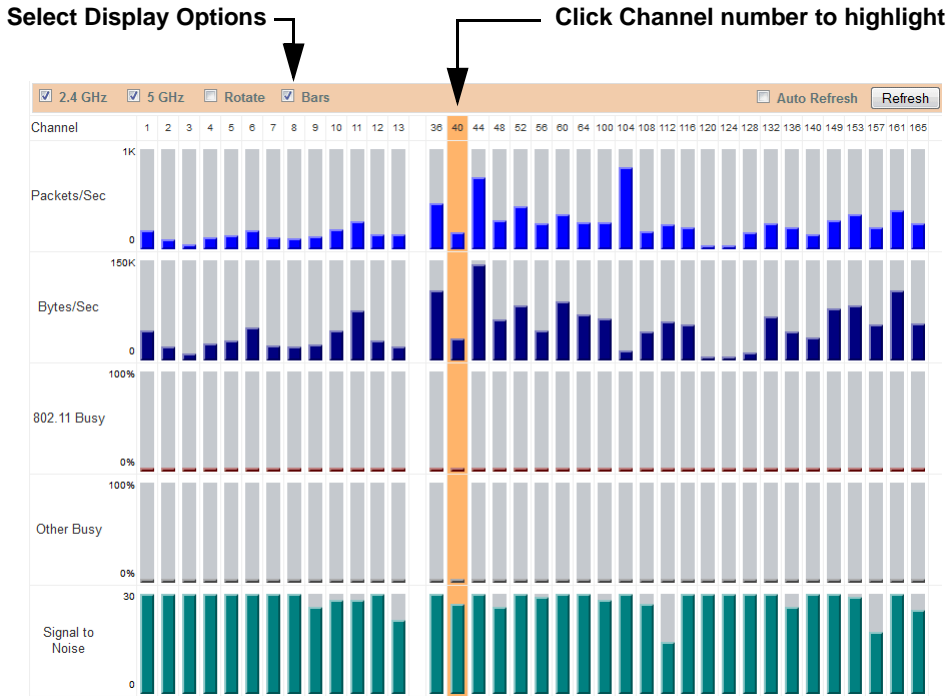 Select Display Options
Click Channel number to highlight
2.4 GHz 5 GHz Rotate Bars Auto Refresh Refresh
Channel 1 2 3 4 5 6 7 8 9 10 11 12 13 36 40 44 48 52 56 60 64 100 104 108 112 116 120 124 128 132 136 140 149 153 157 161 165
1K
Packets/Sec
0
150K
Bytes/Sec
0
100%
802.11 Busy
0%
100%
Other Busy
0%
30
Signal to
Noise
0